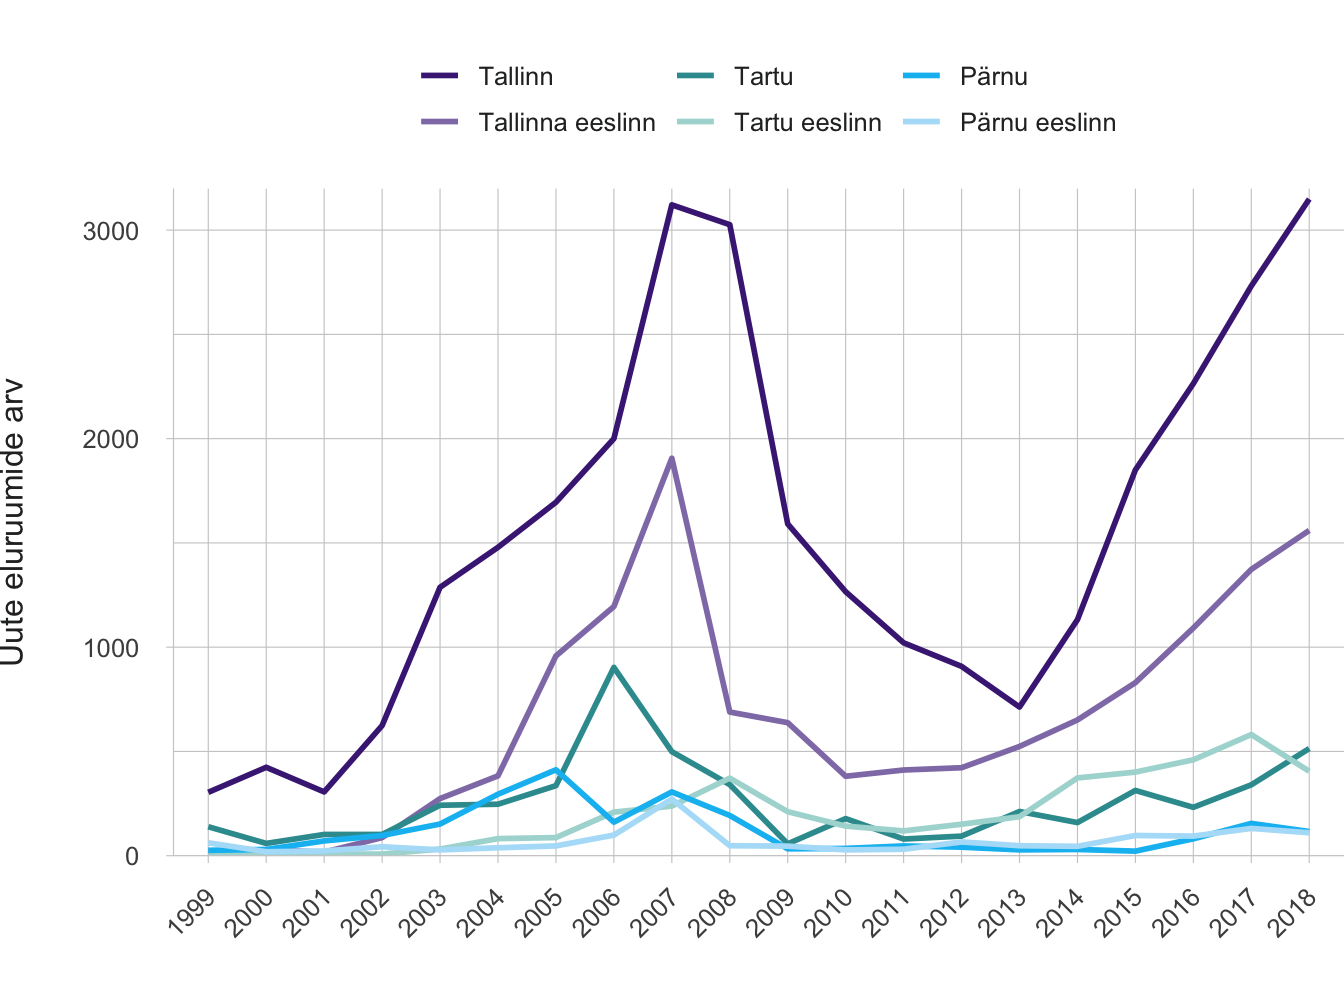 Tallinn Tartu Pärnu
Tallinna eeslinn Tartu eeslinn Pärnu eeslinn
Uute eluruumide arv
3000
2000
1000
0
1999 2000 2001 2002 2003 2004 2005 2006 2007 2008 2009 2010 2011 2012 2013 2014 2015 2016 2017 2018